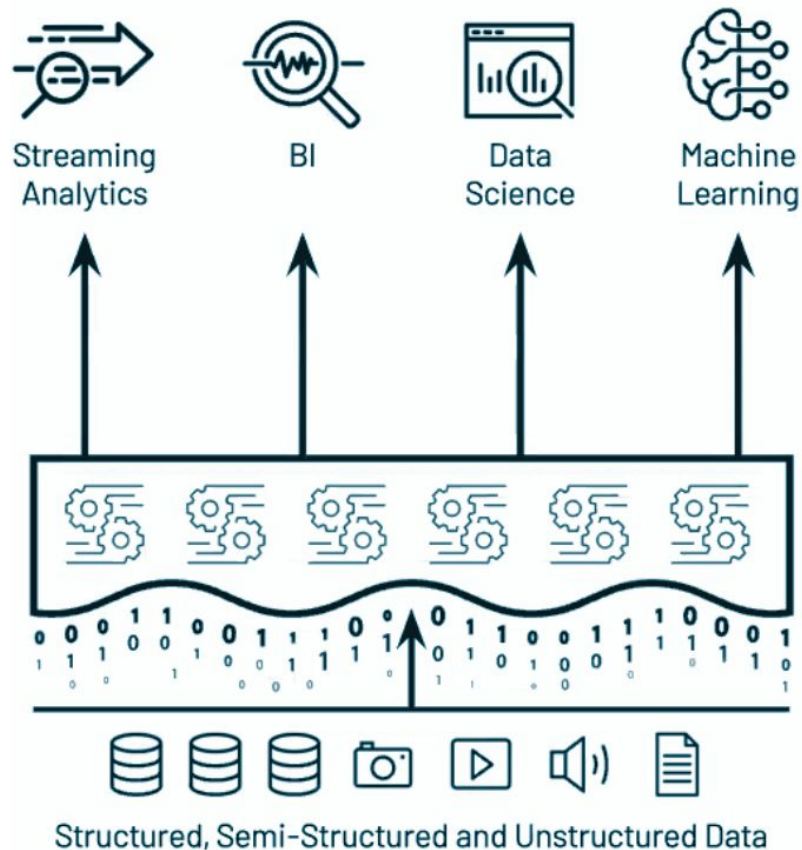 Streaming
Analytics
BI
Data
Science
Machine
Learning
Structured, Semi-Structured and Unstructured Data